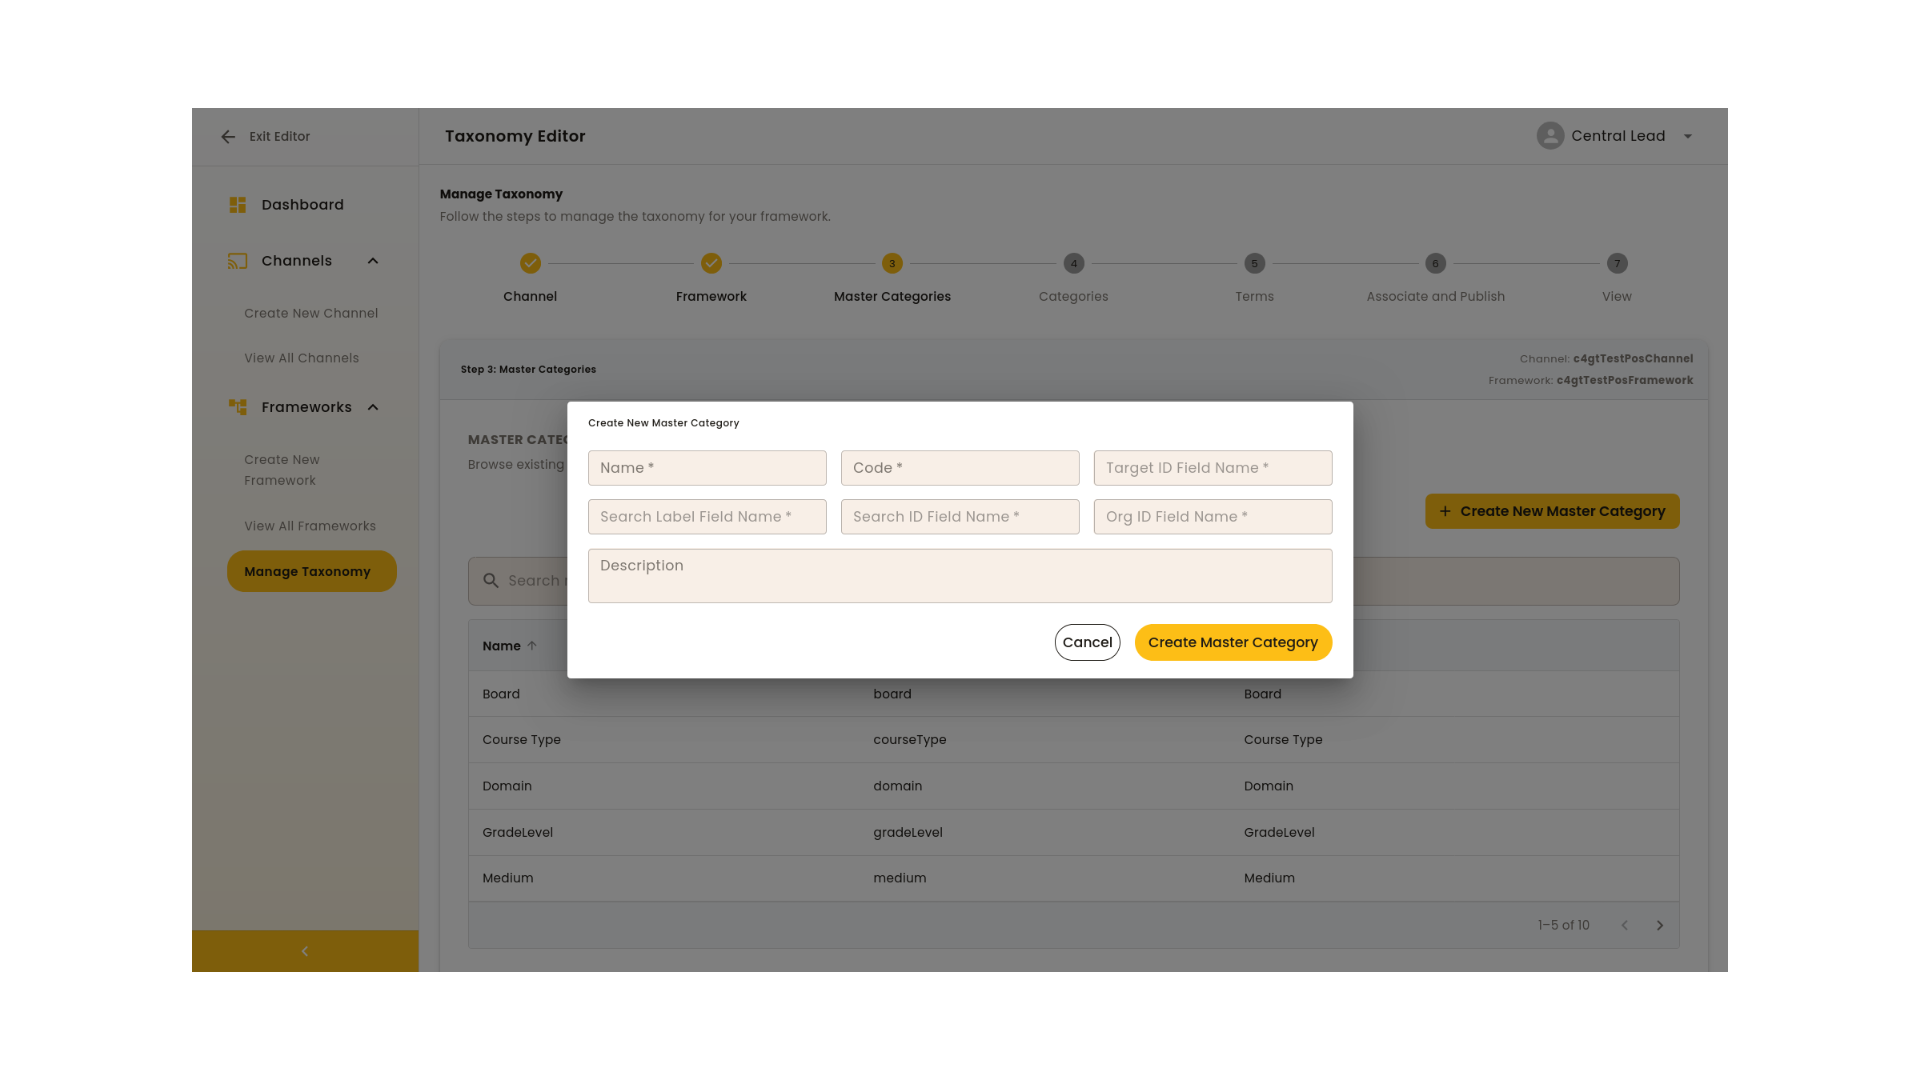 Exit Editor
Taxonomy Editor
Central Lead
Dashboard
Channels
Create New Channel
View All Channels
Frameworks
Create New
Framework
View All Frameworks
Manage Taxonomy
Manage Taxonomy
Follow the steps to manage the taxonomy for your framework.
3
4
5
6
7
Channel
Framework
Master Categories
Categories
Terms
Associate and Publish
View
Step 3: Master Categories
Channel: c4gtTestPosChannel
Framework: c4gtTestPosFramework
MASTER CATEG
Browse existing
+ Create New Master Category
Search
Create New Master Category
Name *
Code *
Target ID Field Name *
Search Label Field Name *
Search ID Field Name *
Org ID Field Name *
Description
Cancel
Create Master Category
Name ↑
Board
board
Board
Course Type
courseType
Course Type
Domain
domain
Domain
GradeLevel
gradeLevel
GradeLevel
Medium
medium
Medium
1–5 of 10